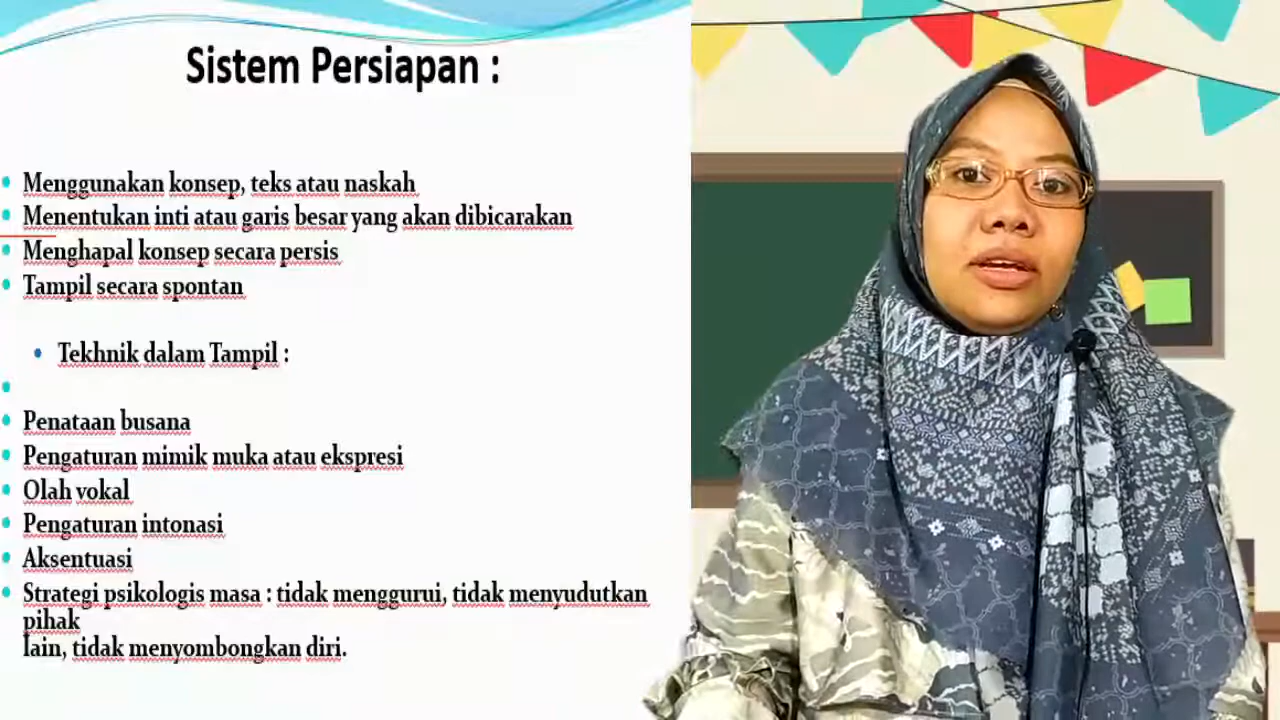 Sistem Persiapan :
Menggunakan konsep, teks atau naskah
Menentukan inti atau garis besar yang akan dibicarakan
Menghapal konsep secara persis
Tampil secara spontan
Tekhnik dalam Tampil :
Penataan busana
Pengaturan mimik muka atau ekspresi
Olah vokal
Pengaturan intonasi
Aksentuasi
Strategi psikologis masa : tidak menggurui, tidak menyudutkan
pihak
lain, tidak menyombongkan diri.